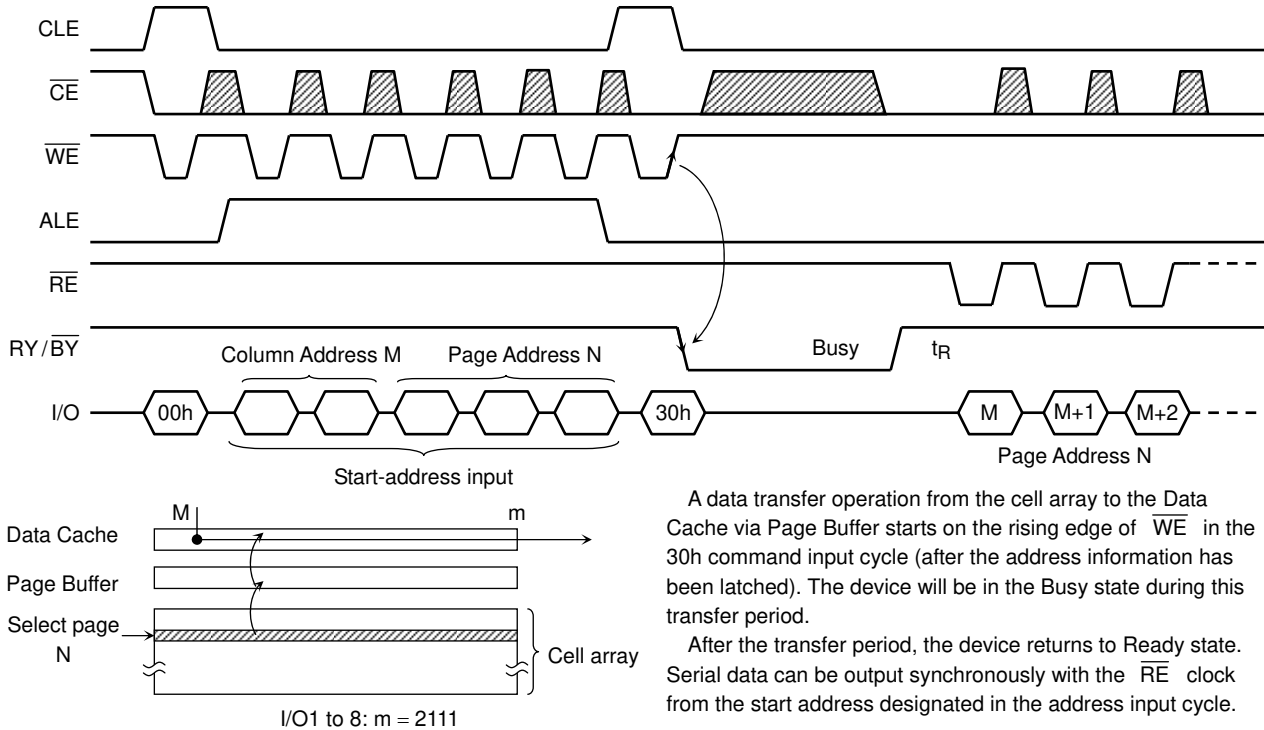 CLE
CE
WE
ALE
RE
RY/BY
Busy
tR
Column Address M
Page Address N
I/O
00h
30h
M
M+1
M+2
Start-address input
Page Address N
M
m
Data Cache
Page Buffer
Select page
N
Cell array
I/O1 to 8: m = 2111
A data transfer operation from the cell array to the Data
Cache via Page Buffer starts on the rising edge of WE in the
30h command input cycle (after the address information has
been latched). The device will be in the Busy state during this
transfer period.
After the transfer period, the device returns to Ready state.
Serial data can be output synchronously with the RE clock
from the start address designated in the address input cycle.